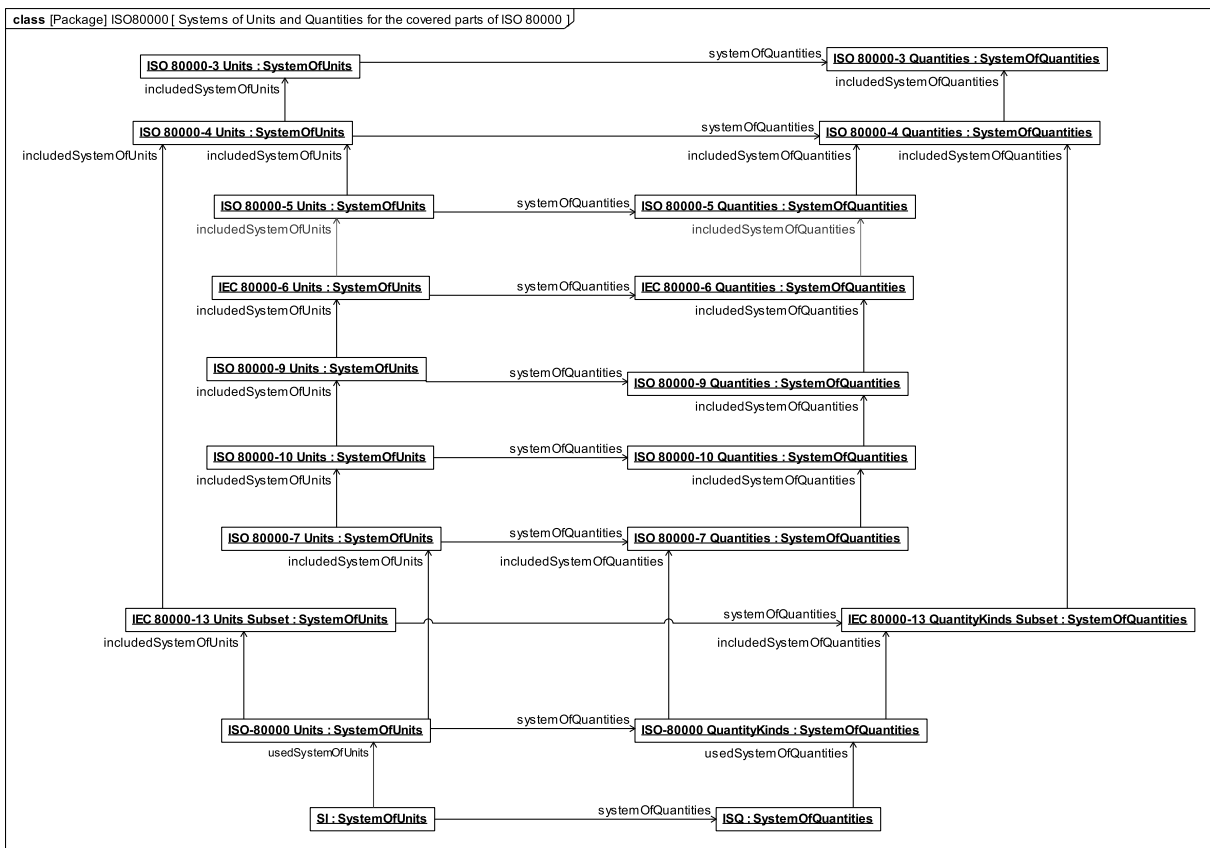 class [Package] ISO80000 [ Systems of Units and Quantities for the covered parts of ISO 80000 ]
systemOfQuantities
ISO 80000-3 Units : SystemOfUnits
ISO 80000-3 Quantities : SystemOfQuantities
includedSystemOfUnits
includedSystemOfQuantities
systemOfQuantities
ISO 80000-4 Units : SystemOfUnits
ISO 80000-4 Quantities : SystemOfQuantities
includedSystemOfUnits
includedSystemOfUnits
includedSystemOfQuantities
includedSystemOfQuantities
ISO 80000-5 Units : SystemOfUnits
systemOfQuantities
ISO 80000-5 Quantities : SystemOfQuantities
includedSystemOfUnits
includedSystemOfQuantities
IEC 80000-6 Units : SystemOfUnits
systemOfQuantities
IEC 80000-6 Quantities : SystemOfQuantities
includedSystemOfUnits
includedSystemOfQuantities
ISO 80000-9 Units : SystemOfUnits
systemOfQuantities
ISO 80000-9 Quantities : SystemOfQuantities
includedSystemOfUnits
includedSystemOfQuantities
ISO 80000-10 Units : SystemOfUnits
systemOfQuantities
ISO 80000-10 Quantities : SystemOfQuantities
includedSystemOfUnits
includedSystemOfQuantities
ISO 80000-7 Units : SystemOfUnits
systemOfQuantities
ISO 80000-7 Quantities : SystemOfQuantities
includedSystemOfUnits
includedSystemOfQuantities
IEC 80000-13 Units Subset : SystemOfUnits
systemOfQuantities
IEC 80000-13 QuantityKinds Subset : SystemOfQuantities
includedSystemOfUnits
includedSystemOfQuantities
ISO-80000 Units : SystemOfUnits
systemOfQuantities
ISO-80000 QuantityKinds : SystemOfQuantities
usedSystemOfUnits
usedSystemOfQuantities
SI : SystemOfUnits
systemOfQuantities
ISQ : SystemOfQuantities